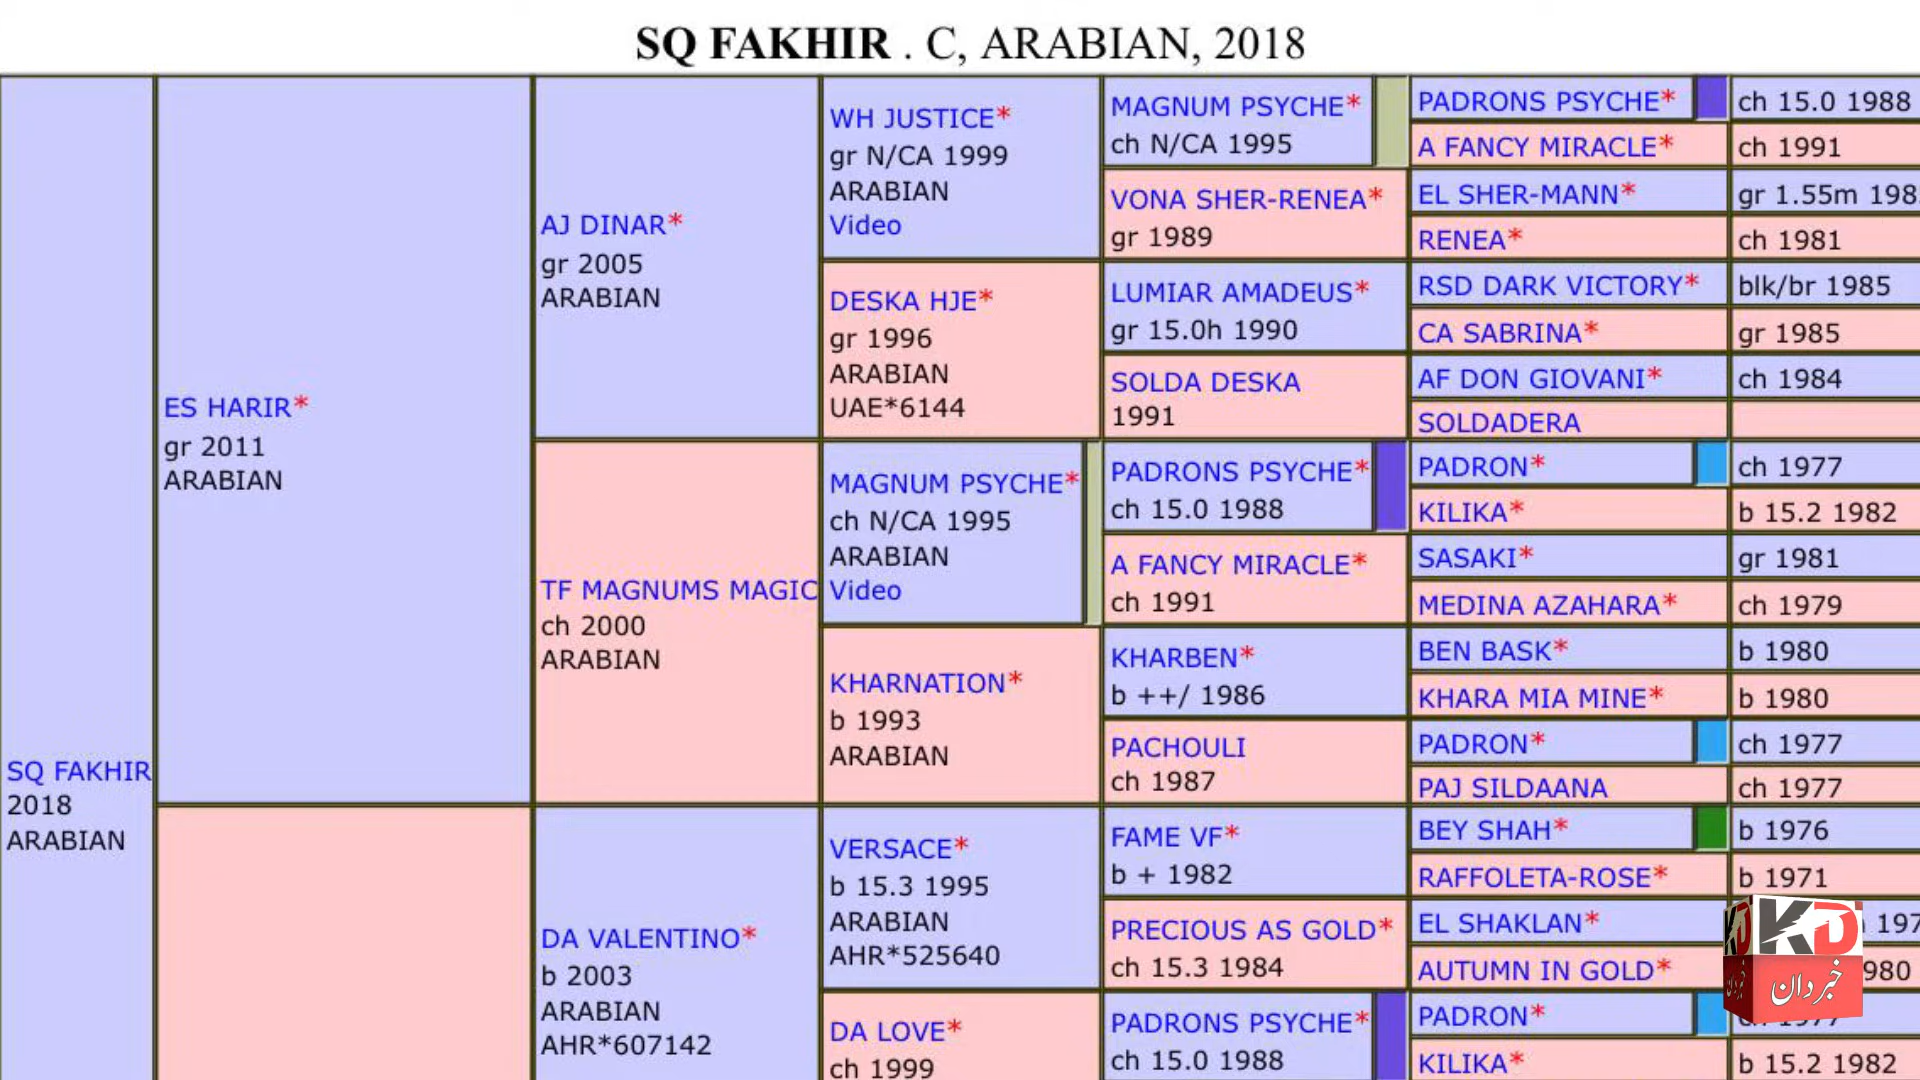 SQ FAKHIR . C, ARABIAN, 2018
SQ FAKHIR
2018
ARABIAN
ES HARIR*
gr 2011
ARABIAN
AJ DINAR*
gr 2005
ARABIAN
TF MAGNUMS MAGIC
ch 2000
ARABIAN
DA VALENTINO*
b 2003
ARABIAN
AHR*607142
WH JUSTICE*
gr N/CA 1999
ARABIAN
Video
DESKA HJE*
gr 1996
ARABIAN
UAE*6144
MAGNUM PSYCHE*
ch N/CA 1995
ARABIAN
Video
KHARNATION*
b 1993
ARABIAN
VERSACE*
b 15.3 1995
ARABIAN
AHR*525640
DA LOVE*
ch 1999
MAGNUM PSYCHE*
ch N/CA 1995
VONA SHER-RENEA*
gr 1989
LUMIAR AMADEUS*
gr 15.0h 1990
SOLDA DESKA
1991
PADRONS PSYCHE*
ch 15.0 1988
A FANCY MIRACLE*
ch 1991
KHARBEN*
b ++/ 1986
PACHOULI
ch 1987
FAME VF*
b + 1982
PRECIOUS AS GOLD*
ch 15.3 1984
PADRONS PSYCHE*
ch 15.0 1988
PADRONS PSYCHE* ch 15.0 1988
A FANCY MIRACLE* ch 1991
EL SHER-MANN* gr 1.55m 198
RENEA* ch 1981
RSD DARK VICTORY* blk/br 1985
CA SABRINA* gr 1985
AF DON GIOVANI* ch 1984
SOLDADERA
PADRON* ch 1977
KILIKA* b 15.2 1982
SASAKI* gr 1981
MEDINA AZAHARA* ch 1979
BEN BASK* b 1980
KHARA MIA MINE* b 1980
PADRON* ch 1977
PAJ SILDAANA ch 1977
BEY SHAH* b 1976
RAFFOLETA-ROSE* b 1971
EL SHAKLAN* 197
AUTUMN IN GOLD* 980
PADRON* ch 1977
KILIKA* b 15.2 1982
KD
خبردان